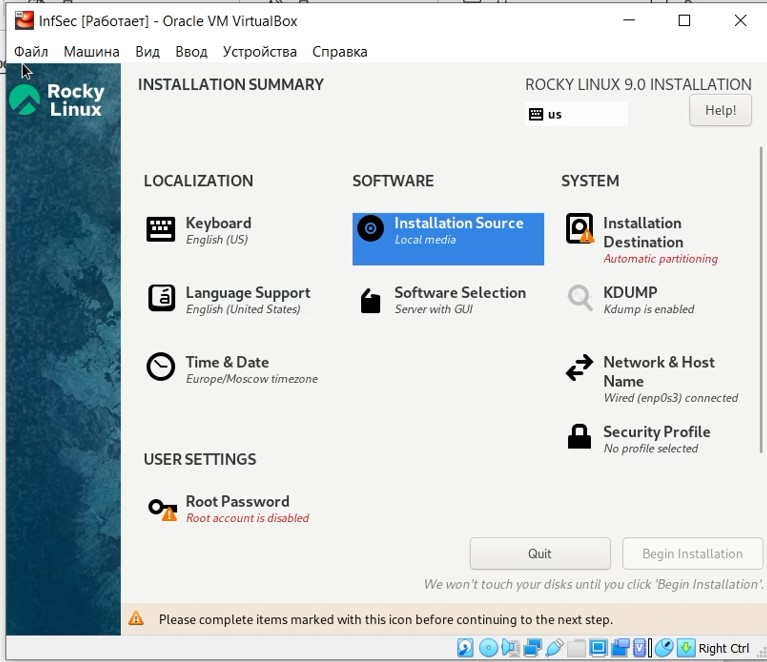 InfSec [Работает] - Oracle VM VirtualBox
Файл Машина Вид Ввод Устройства Справка
Rocky
Linux
INSTALLATION SUMMARY
ROCKY LINUX 9.0 INSTALLATION
us
Help!
LOCALIZATION
Keyboard
English (US)
Language Support
English (United States)
Time & Date
Europe/Moscow timezone
SOFTWARE
Installation Source
Local media
Software Selection
Server with GUI
SYSTEM
Installation
Destination
Automatic partitioning
KDUMP
Kdump is enabled
Network & Host
Name
Wired (enp0s3) connected
Security Profile
No profile selected
USER SETTINGS
Root Password
Root account is disabled
Quit
Begin Installation
We won't touch your disks until you click 'Begin Installation'.
Please complete items marked with this icon before continuing to the next step.
Right Ctrl